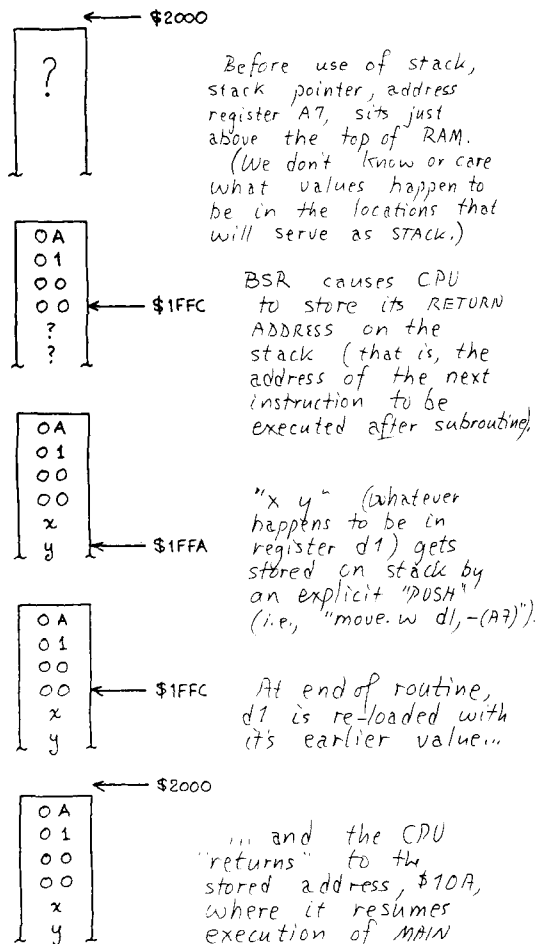 $2000
?
Before use of stack,
stack pointer, address
register A7, sits just
above the top of RAM.
(We don't know or care
what values happen to
be in the locations that
will serve as STACK.)
0A
01
00
00
?
?
$1FFC
BSR causes CPU
to store its RETURN
ADDRESS on the
stack (that is, the
address of the next
instruction to be
executed after subroutine).
0A
01
00
00
x
y
$1FFA
"x y" (whatever
happens to be in
register d1) gets
stored on stack by
an explicit "PUSH"
(i.e., "move.w d1,-(A7)").
0A
01
00
00
x
y
$1FFC
At end of routine,
d1 is re-loaded with
it's earlier value...
$2000
0A
01
00
00
x
y
... and the CPU
"returns" to the
stored address, $10A,
where it resumes
execution of MAIN